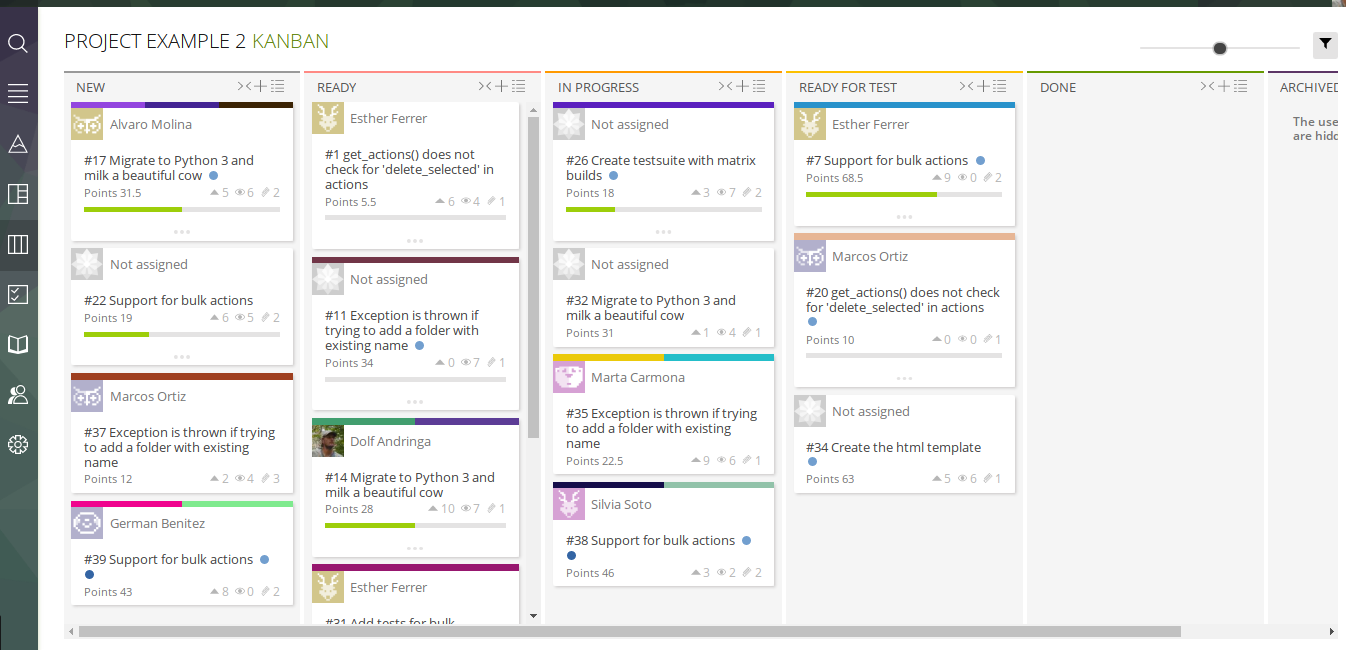 PROJECT EXAMPLE 2 KANBAN
NEW
Alvaro Molina
#17 Migrate to Python 3 and
milk a beautiful cow
Points 31.5 5 6 2
Not assigned
#22 Support for bulk actions
Points 19 6 5 2
Marcos Ortiz
#37 Exception is thrown if trying
to add a folder with existing
name
Points 12 2 4 3
German Benitez
#39 Support for bulk actions
Points 43 8 0 2
READY
Esther Ferrer
#1 get_actions() does not
check for 'delete_selected' in
actions
Points 5.5 6 4 1
Not assigned
#11 Exception is thrown if
trying to add a folder with
existing name
Points 34 0 7 1
Dolf Andringa
#14 Migrate to Python 3 and
milk a beautiful cow
Points 28 10 7 1
Esther Ferrer
#31 Add tests for bulk
IN PROGRESS
Not assigned
#26 Create testsuite with matrix
builds
Points 18 3 7 2
Not assigned
#32 Migrate to Python 3 and
milk a beautiful cow
Points 31 1 4 1
Marta Carmona
#35 Exception is thrown if trying
to add a folder with existing
name
Points 22.5 9 6 1
Silvia Soto
#38 Support for bulk actions
Points 46 3 2 2
READY FOR TEST
Esther Ferrer
#7 Support for bulk actions
Points 68.5 9 0 2
Marcos Ortiz
#20 get_actions() does not check
for 'delete_selected' in actions
Points 10 0 0 1
Not assigned
#34 Create the html template
Points 63 5 6 1
DONE
ARCHIVED
The use
are hidd